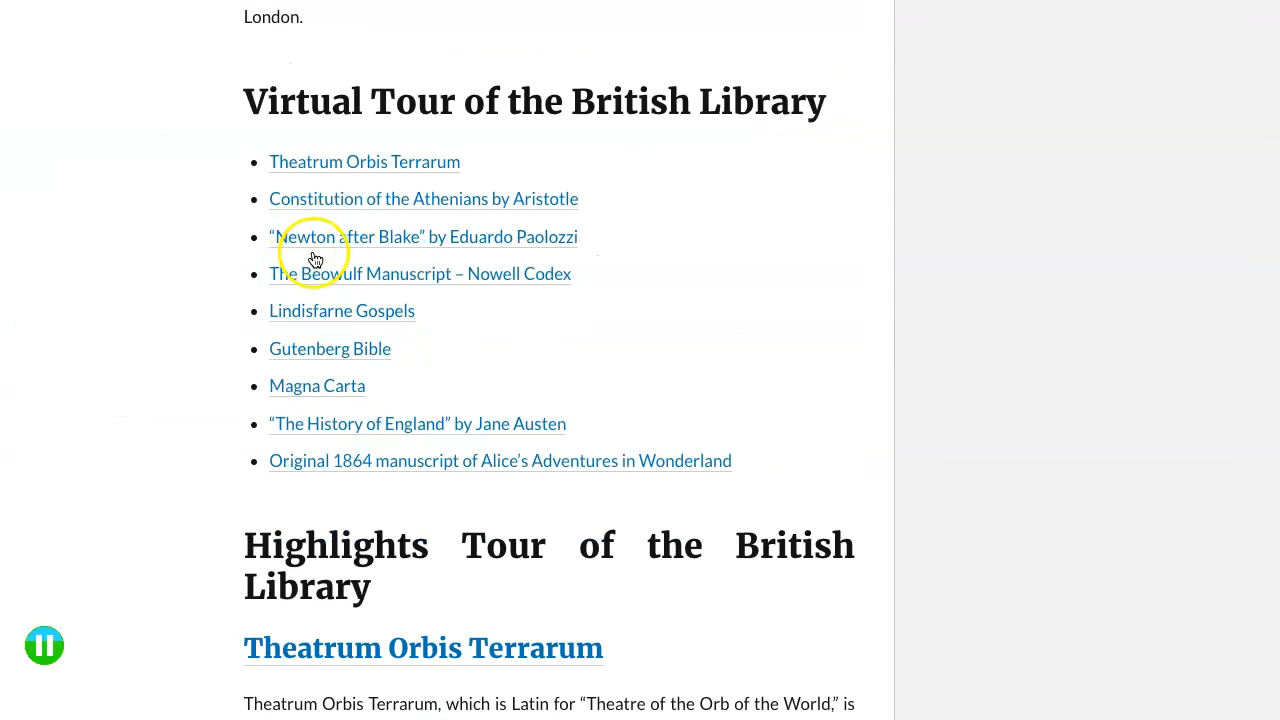 London.
Virtual Tour of the British Library
Theatrum Orbis Terrarum
Constitution of the Athenians by Aristotle
“Newton after Blake” by Eduardo Paolozzi
The Beowulf Manuscript – Nowell Codex
Lindisfarne Gospels
Gutenberg Bible
Magna Carta
“The History of England” by Jane Austen
Original 1864 manuscript of Alice’s Adventures in Wonderland
Highlights Tour of the British
Library
Theatrum Orbis Terrarum
Theatrum Orbis Terrarum, which is Latin for “Theatre of the Orb of the World,” is